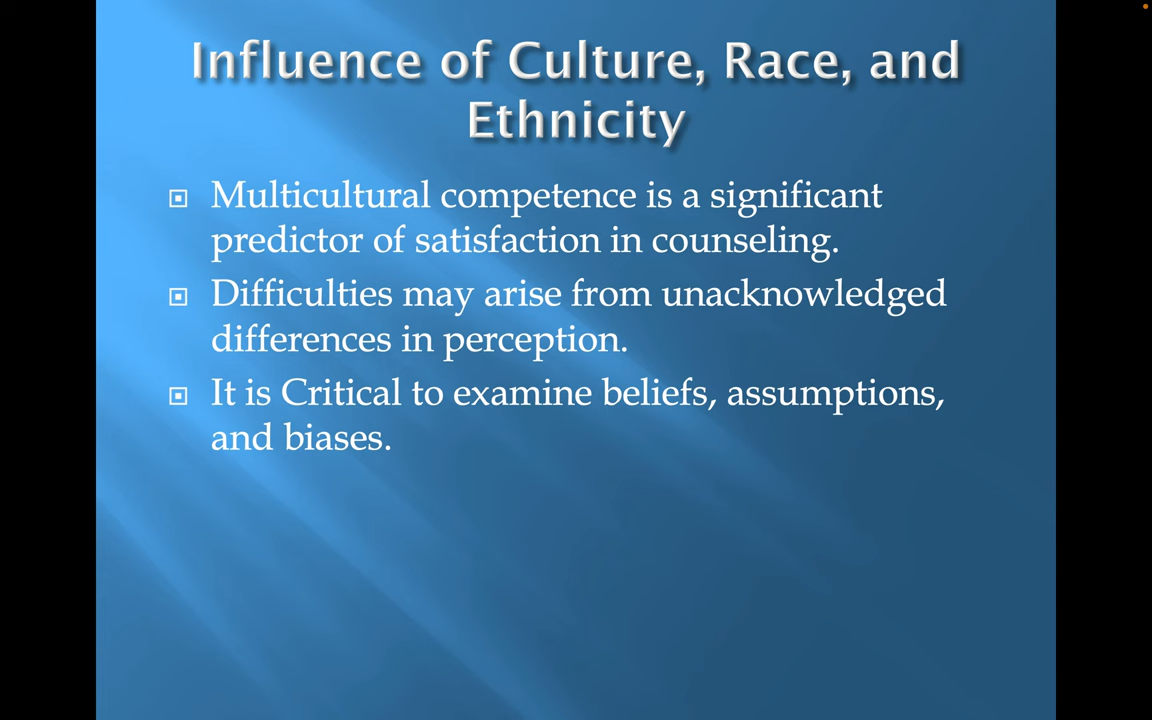 Influence of Culture, Race, and
Ethnicity
Multicultural competence is a significant
predictor of satisfaction in counseling.
Difficulties may arise from unacknowledged
differences in perception.
It is Critical to examine beliefs, assumptions,
and biases.